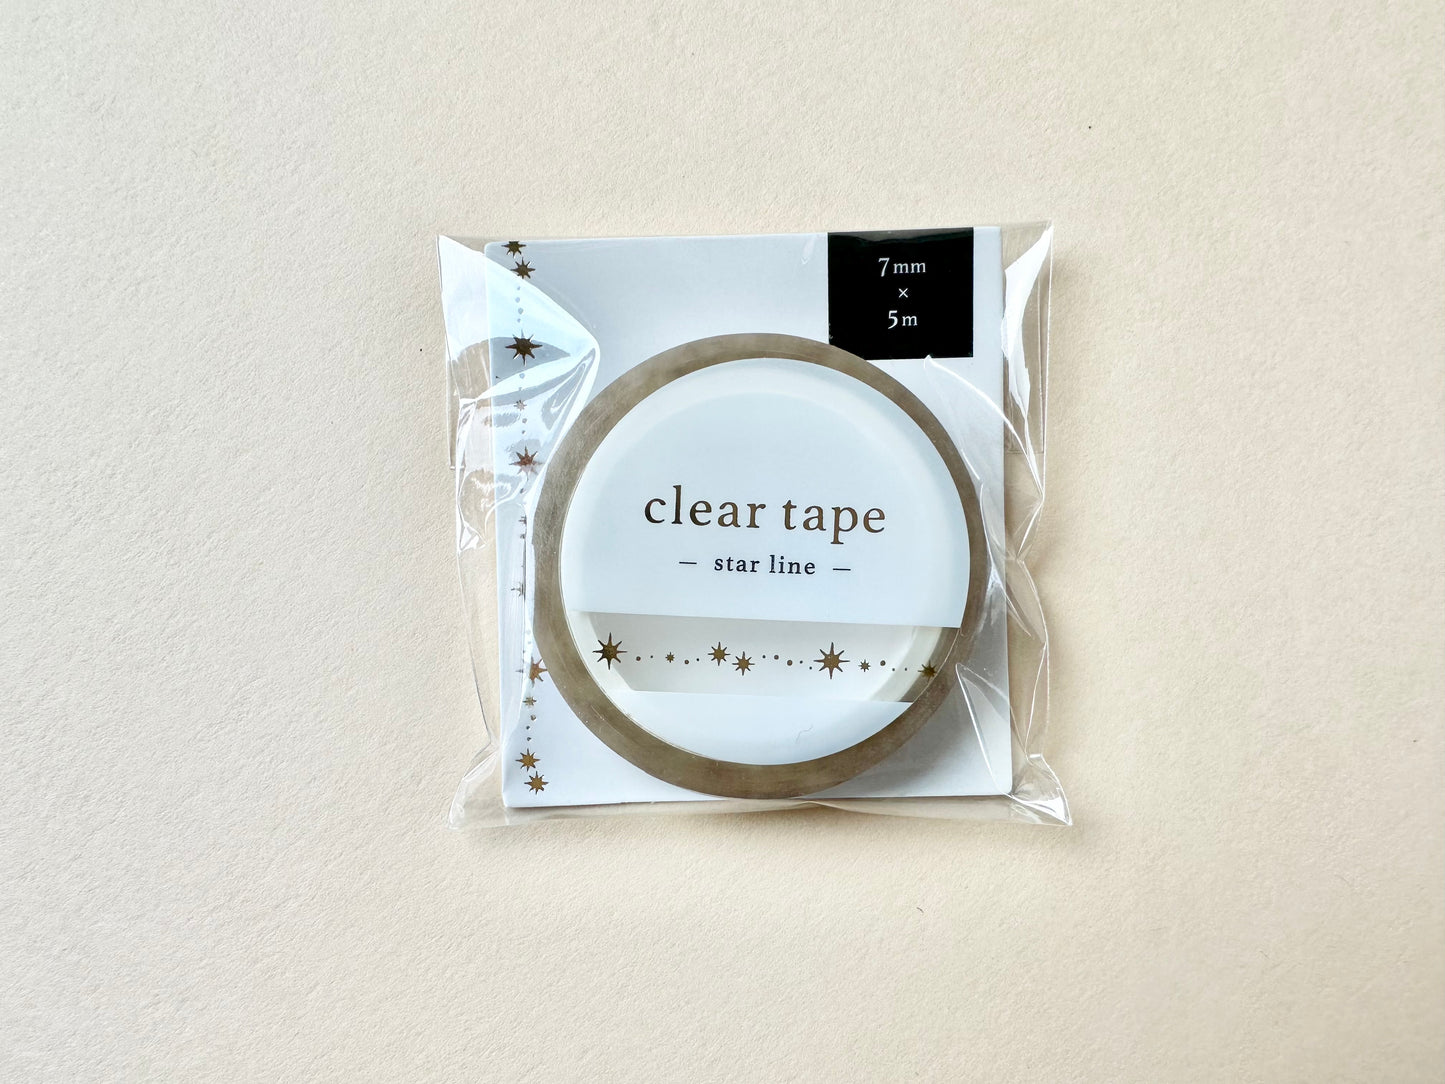 7mm
×
5m
clear tape
— star line —